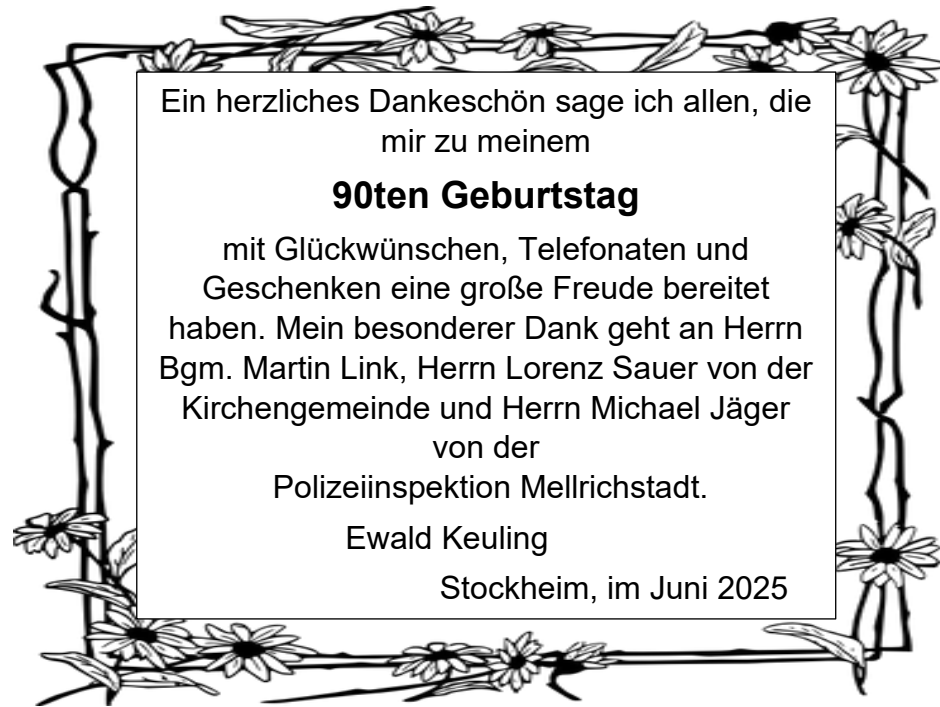 Ein herzliches Dankeschön sage ich allen, die
mir zu meinem
90ten Geburtstag
mit Glückwünschen, Telefonaten und
Geschenken eine große Freude bereitet
haben. Mein besonderer Dank geht an Herrn
Bgm. Martin Link, Herrn Lorenz Sauer von der
Kirchengemeinde und Herrn Michael Jäger
von der
Polizeiinspektion Mellrichstadt.
Ewald Keuling
Stockheim, im Juni 2025